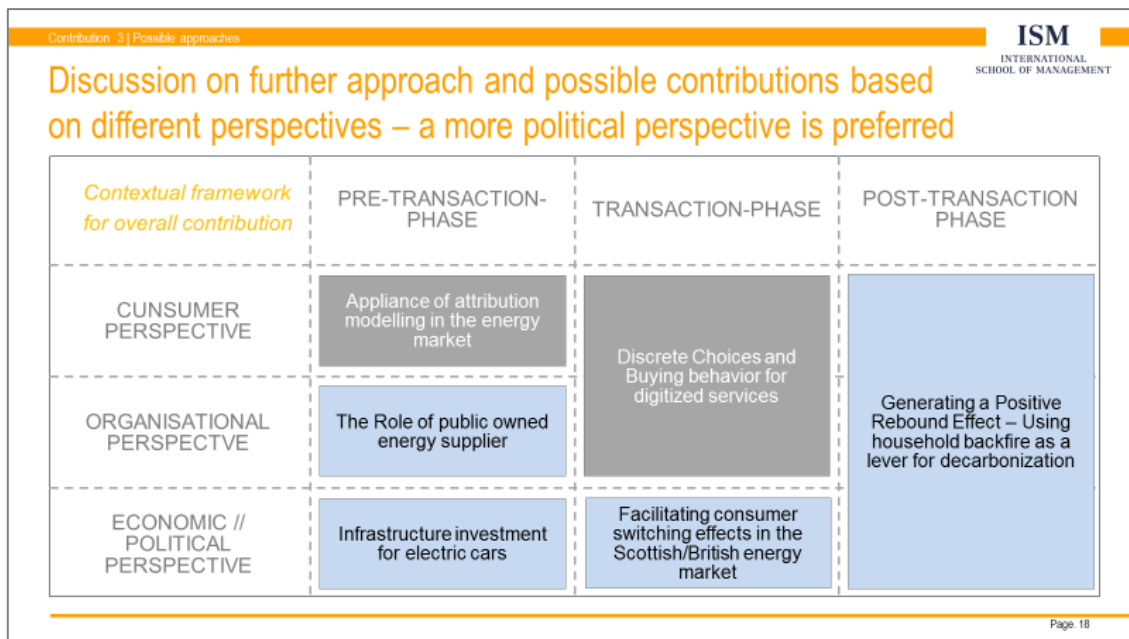 Contribution 3 | Possible approaches
ISM
INTERNATIONAL
SCHOOL OF MANAGEMENT
Discussion on further approach and possible contributions based
on different perspectives – a more political perspective is preferred
Contextual framework
for overall contribution
PRE-TRANSACTION-
PHASE
TRANSACTION-PHASE
POST-TRANSACTION
PHASE
CUNSUMER
PERSPECTIVE
Appliance of attribution
modelling in the energy
market
Discrete Choices and
Buying behavior for
digitized services
Generating a Positive
Rebound Effect – Using
household backfire as a
lever for decarbonization
ORGANISATIONAL
PERSPECTVE
The Role of public owned
energy supplier
ECONOMIC //
POLITICAL
PERSPECTIVE
Infrastructure investment
for electric cars
Facilitating consumer
switching effects in the
Scottish/British energy
market
Page. 18